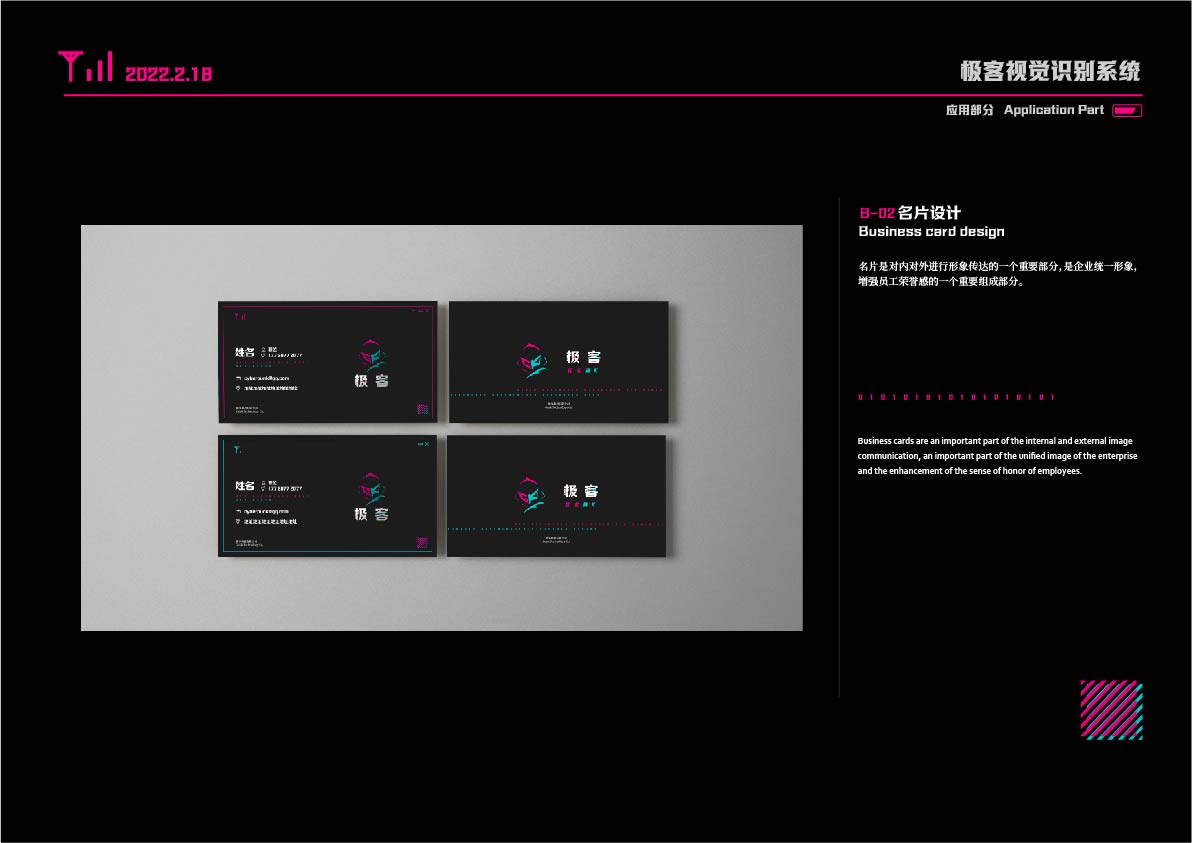 2022.2.18
极客视觉识别系统
应用部分 Application Part
B-02 名片设计
Business card design
名片是对内对外进行形象传达的一个重要部分,是企业统一形象,
增强员工荣誉感的一个重要组成部分。
0 1 0 1 0 1 0 1 0 1 0 1 0 1 0 1 0 1
Business cards are an important part of the internal and external image
communication, an important part of the unified image of the enterprise
and the enhancement of the sense of honor of employees.
姓名
极客
极客
GEEK
姓名
极客
极客
GEEK